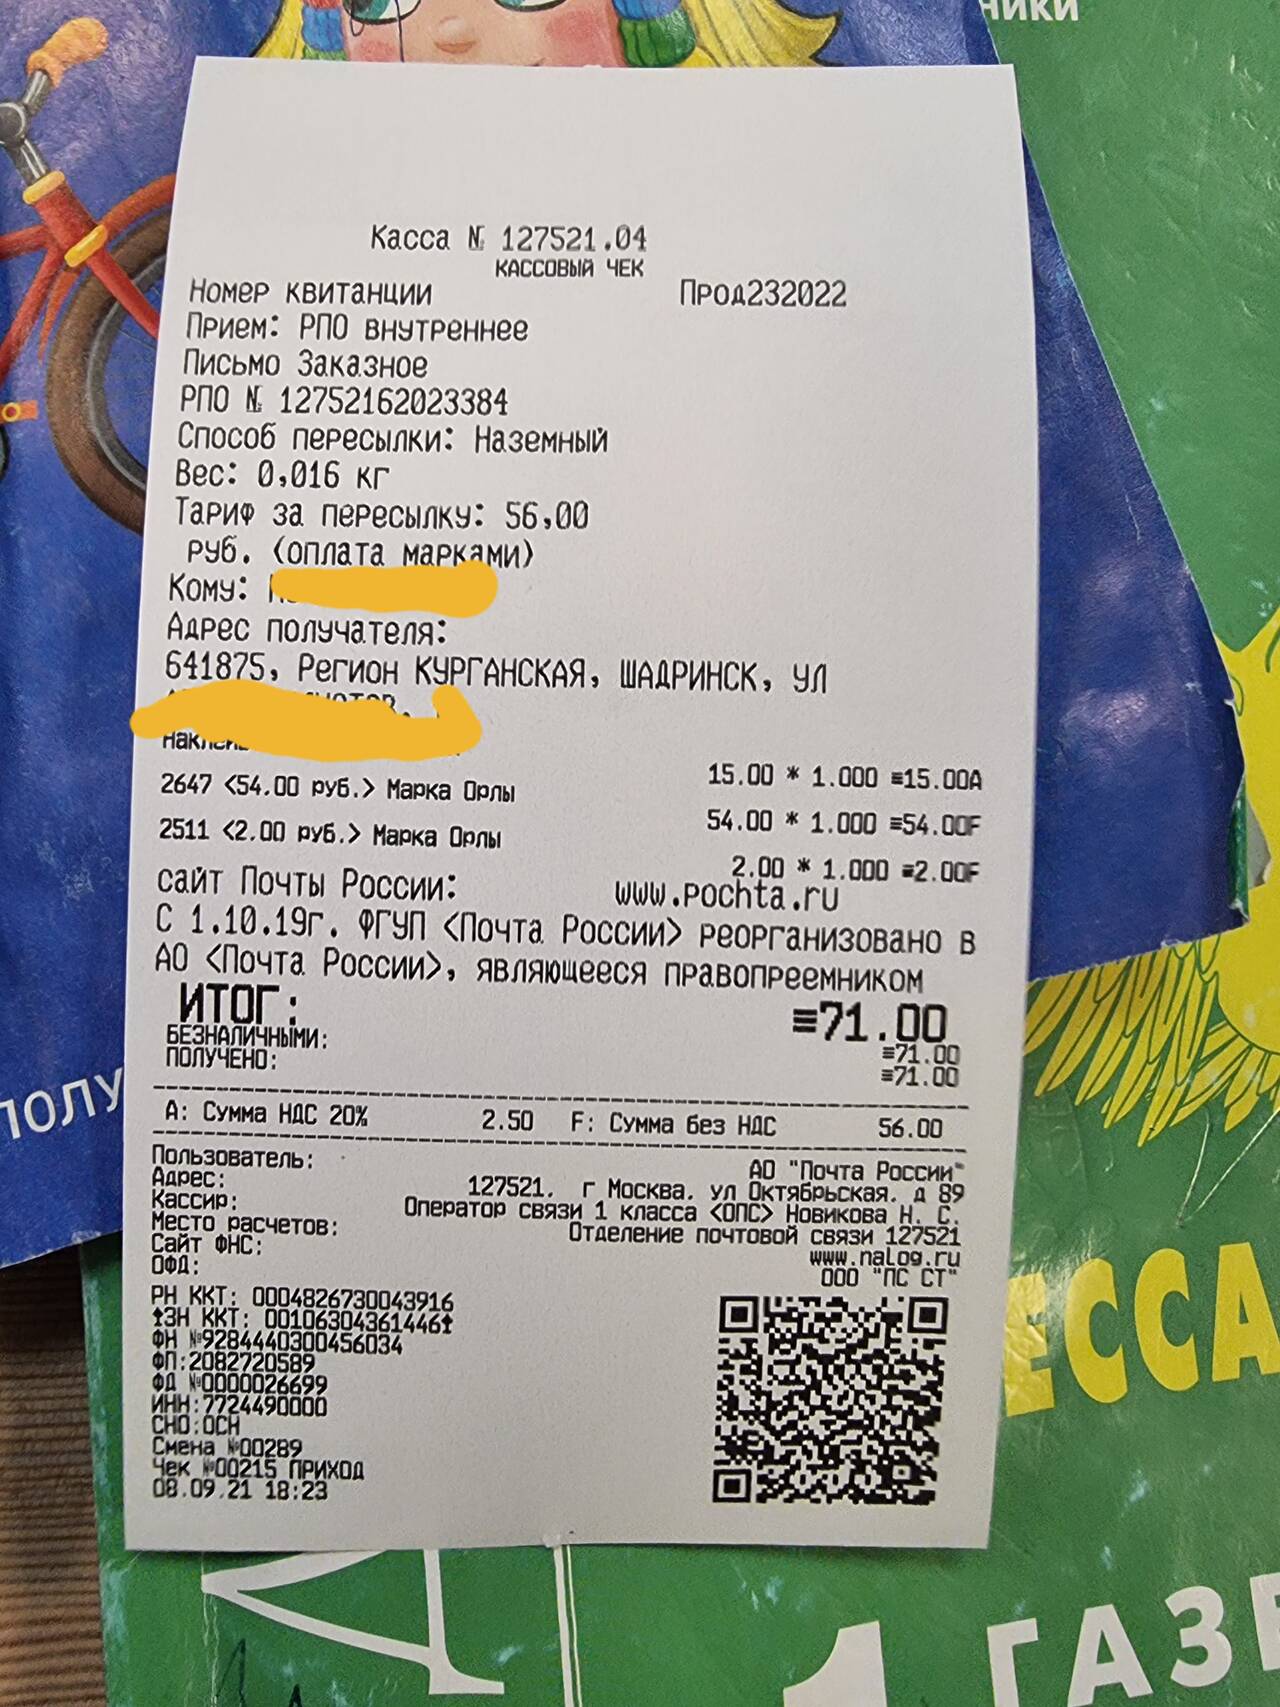 НИКИ
Касса № 127521.04
КАССОВЫЙ ЧЕК
Номер квитанции Прод232022
Прием: РПО внутреннее
Письмо Заказное
РПО № 12752162023384
Способ пересылки: Наземный
Вес: 0,016 кг
Тариф за пересылку: 56,00
руб. (оплата марками)
Кому:
Адрес получателя:
641875, Регион КУРГАНСКАЯ, ШАДРИНСК, УЛ
15.00 * 1.000 ≡15.00А
2647 <54.00 руб.> Марка Орлы
54.00 * 1.000 ≡54.00F
2511 <2.00 руб.> Марка Орлы
2.00 * 1.000 ≡2.00F
сайт Почты России: www.pochta.ru
С 1.10.19г. ФГУП <Почта России> реорганизовано в
АО <Почта России>, являющееся правопреемником
ИТОГ: ≡71.00
БЕЗНАЛИЧНЫМИ: ≡71.00
ПОЛУЧЕНО: ≡71.00
А: Сумма НДС 20% 2.50 F: Сумма без НДС 56.00
Пользователь: АО "Почта России"
Адрес: 127521, г Москва, ул Октябрьская, д 89
Кассир: Оператор связи 1 класса <ОПС> Новикова Н. С.
Место расчетов: Отделение почтовой связи 127521
Сайт ФНС: www.nalog.ru
ОФД: ООО "ПС СТ"
РН ККТ: 0004826730043916
↑ЗН ККТ: 00106304361446↑
ФН №9284440300456034
ФП:2082720589
ФД №0000026699
ИНН:7724490000
СНО:ОСН
Смена №00289
Чек №00215 ПРИХОД
08.09.21 18:23
ПОЛУ
ЕССА
1 ГАЗЕ